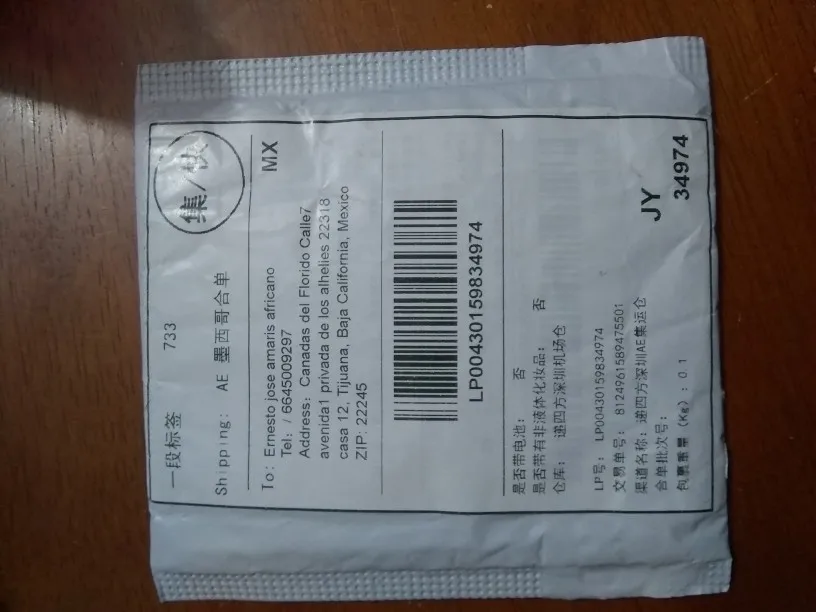 一段标签 733
集/快
Shipping: AE 墨西哥合单
To: Ernesto jose amaris africano
MX
Tel: / 6645009297
Address: Canadas del Florido Calle7
avenida1 privada de los alhelies 22318
casa 12, Tijuana, Baja California, Mexico
ZIP: 22245
LP00430159834974
是否带电池: 否
是否带有非液体化妆品: 否
仓库: 递四方深圳机场仓
LP号: LP00430159834974
交易单号: 8124961589475501
渠道名称: 递四方深圳AE集运仓
合单批次号:
包裹重量 (Kg): 0.1
JY
34974